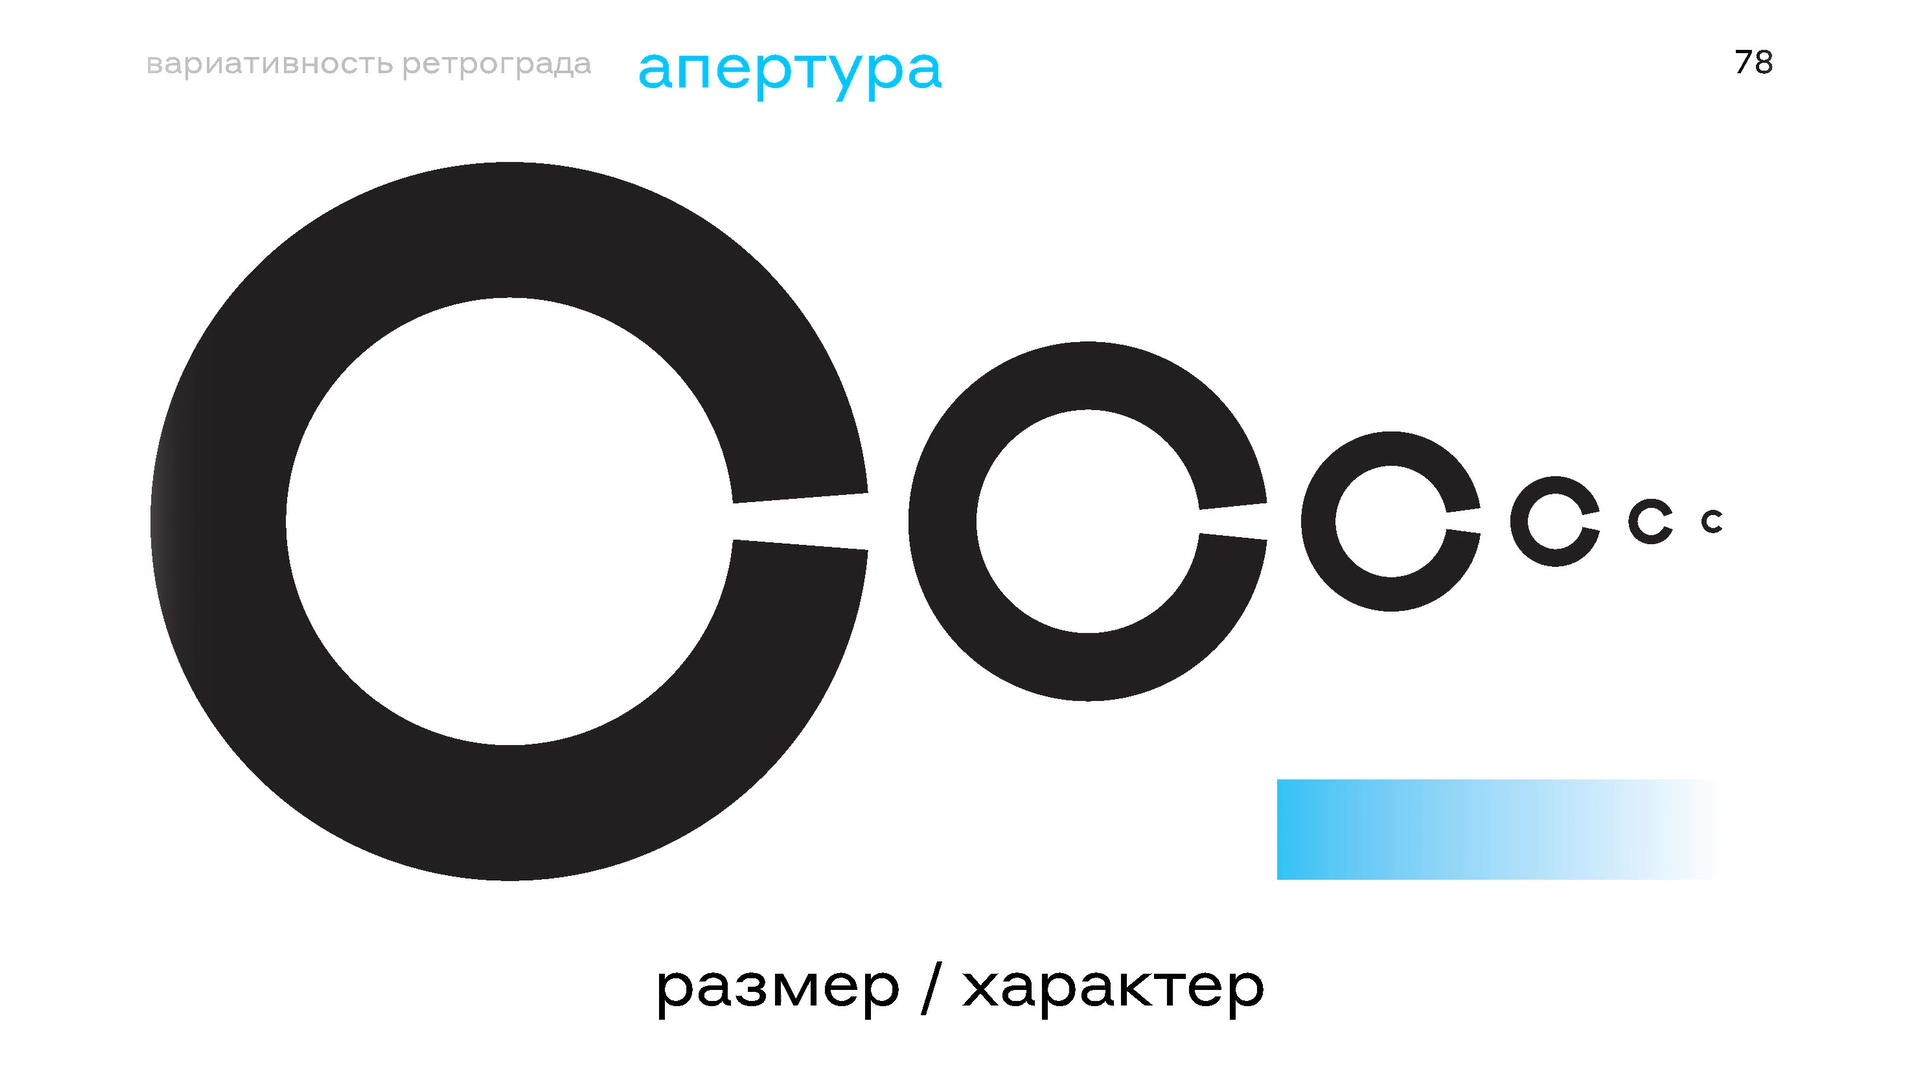 вариативность ретрограда апертура 78
С С С С С с
размер / характер